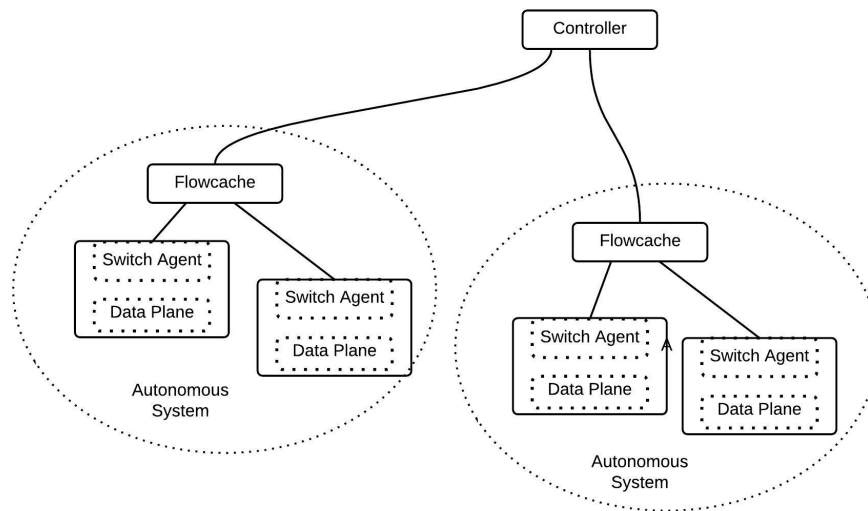 Controller
Flowcache
Switch Agent
Data Plane
Switch Agent
Data Plane
Autonomous
System
Flowcache
Switch Agent
Data Plane
A
Switch Agent
Data Plane
Autonomous
System